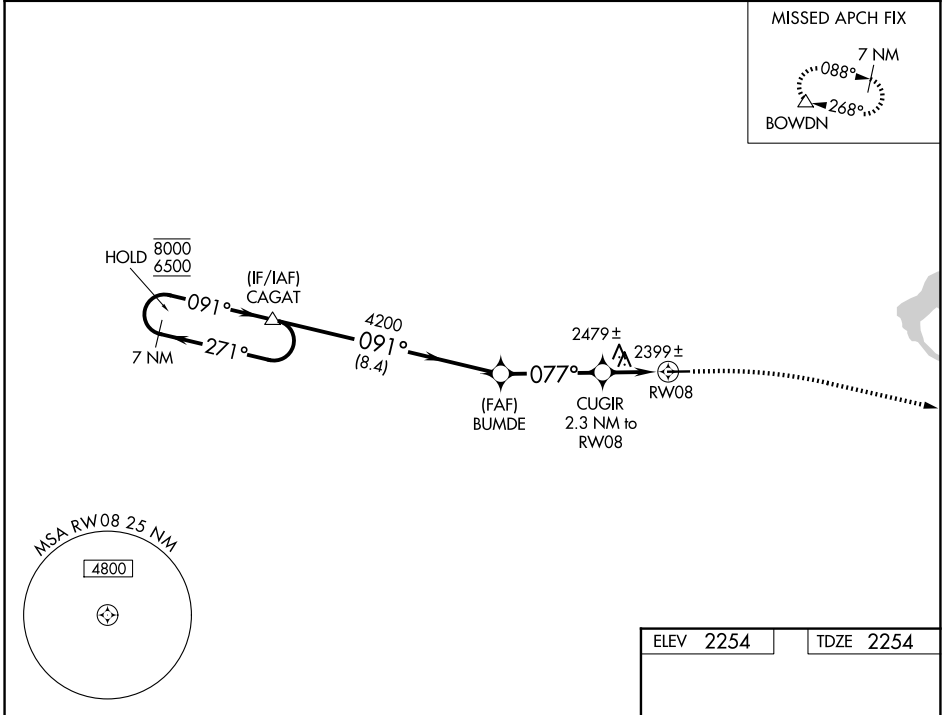 MISSED APCH FIX
7 NM
088°
268°
BOWDN
HOLD 8000
6500
(IF/IAF)
CAGAT
091°
271°
7 NM
4200
091°
(8.4)
2479±
2399±
077°
(FAF)
BUMDE
CUGIR
2.3 NM to
RW08
RW08
MSA RW08 25 NM
4800
ELEV 2254
TDZE 2254